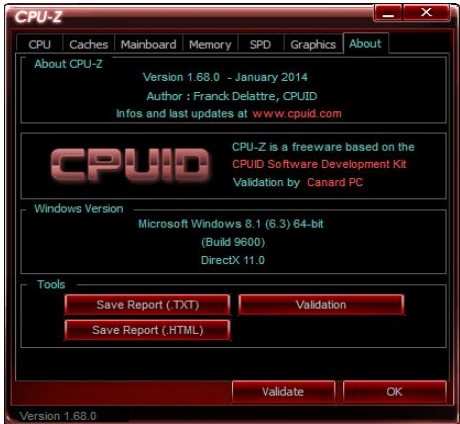 CPU-Z
CPU Caches Mainboard Memory SPD Graphics About
About CPU-Z
Version 1.68.0 - January 2014
Author : Franck Delattre, CPUID
Infos and last updates at www.cpuid.com
CPUID
CPU-Z is a freeware based on the
CPUID Software Development Kit
Validation by Canard PC
Windows Version
Microsoft Windows 8.1 (6.3) 64-bit
(Build 9600)
DirectX 11.0
Tools
Save Report (.TXT) Validation
Save Report (.HTML)
Validate OK
Version 1.68.0